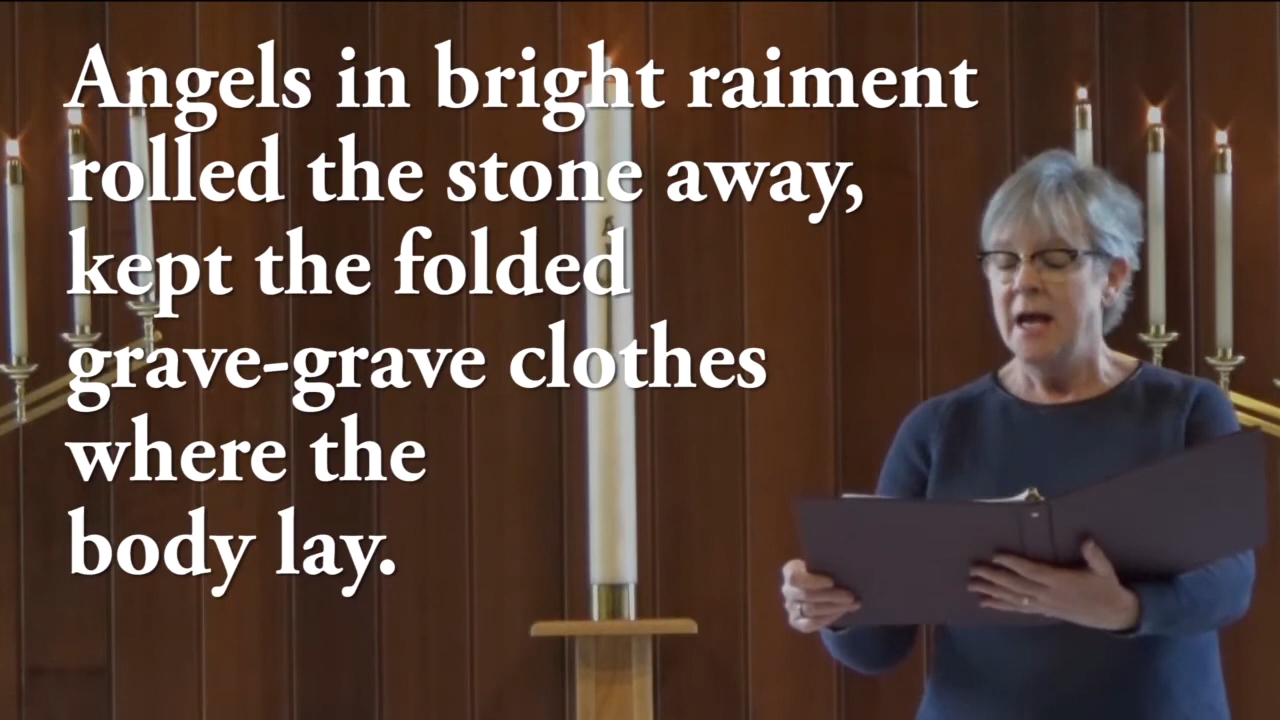 Angels in bright raiment
rolled the stone away,
kept the folded
grave-grave clothes
where the
body lay.